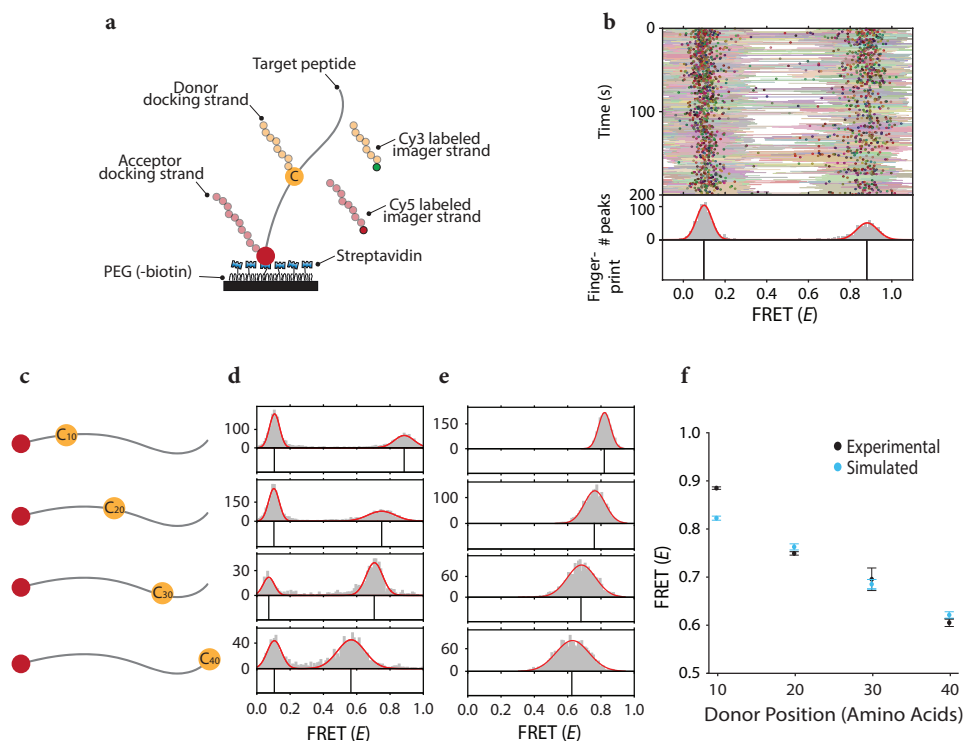 a
Target peptide
Donor
docking strand
Cy3 labeled
imager strand
Acceptor
docking strand
C
Cy5 labeled
imager strand
Streptavidin
PEG (-biotin)
b
0
100
200
Time (s)
100
0
# peaks
Finger-
print
0.0 0.2 0.4 0.6 0.8 1.0
FRET (E)
c
C10
C20
C30
C40
d
100
0
150
0
30
0
40
0
0.0 0.2 0.4 0.6 0.8 1.0
FRET (E)
e
150
0
100
0
60
0
60
0
0.0 0.2 0.4 0.6 0.8 1.0
FRET (E)
f
1.0
0.9
0.8
0.7
0.6
0.5
FRET (E)
Experimental
Simulated
10 20 30 40
Donor Position (Amino Acids)